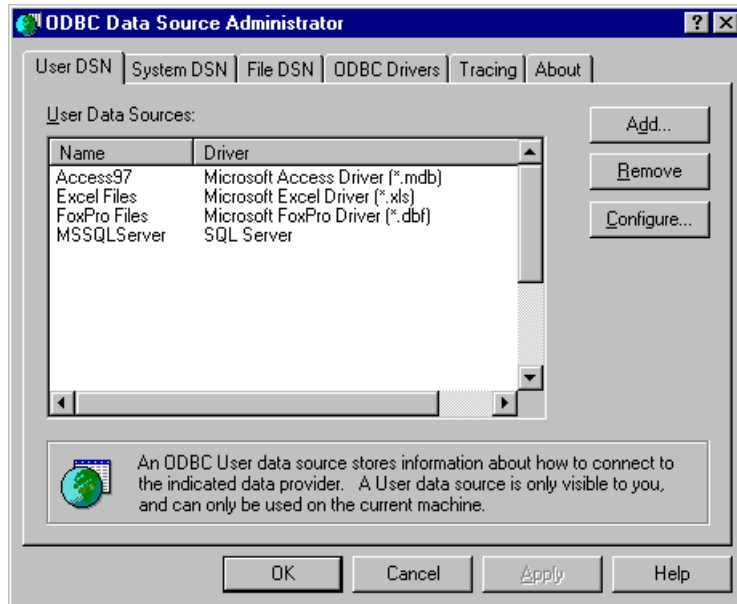 ODBC Data Source Administrator
User DSN System DSN File DSN ODBC Drivers Tracing About
User Data Sources:
Add...
Name Driver
Access97 Microsoft Access Driver (*.mdb)
Remove
Excel Files Microsoft Excel Driver (*.xls)
FoxPro Files Microsoft FoxPro Driver (*.dbf)
Configure...
MSSQLServer SQL Server
An ODBC User data source stores information about how to connect to
the indicated data provider. A User data source is only visible to you,
and can only be used on the current machine.
OK Cancel Apply Help